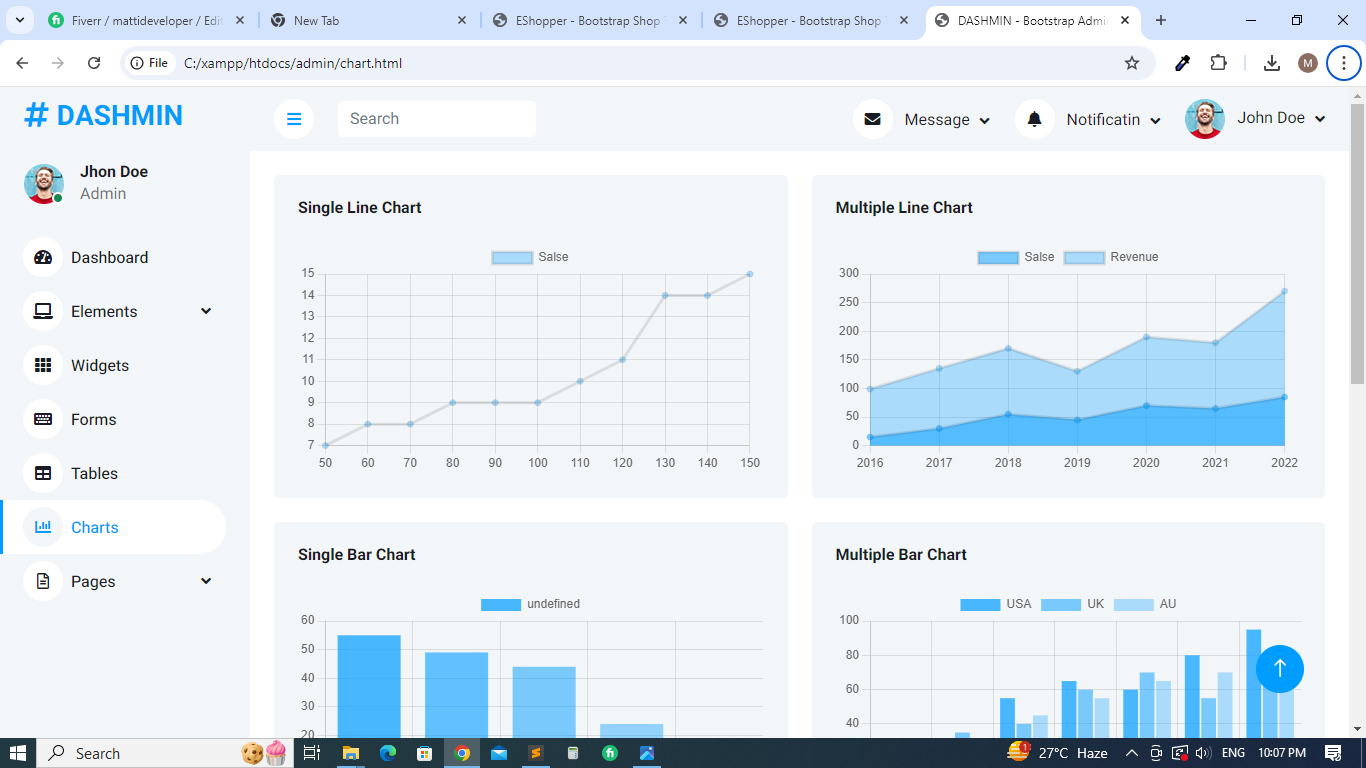 Fiverr / mattideveloper / Edit
New Tab
EShopper - Bootstrap Shop T
EShopper - Bootstrap Shop T
DASHMIN - Bootstrap Admin
File
C:/xampp/htdocs/admin/chart.html
M
# DASHMIN
Search
Message
Notificatin
John Doe
Jhon Doe
Admin
Dashboard
Elements
Widgets
Forms
Tables
Charts
Pages
Single Line Chart
Salse
15
14
13
12
11
10
9
8
7
50 60 70 80 90 100 110 120 130 140 150
Multiple Line Chart
Salse Revenue
300
250
200
150
100
50
0
2016 2017 2018 2019 2020 2021 2022
Single Bar Chart
undefined
60
50
40
30
20
Multiple Bar Chart
USA UK AU
100
80
60
40
Search
1
27°C Haze
ENG
10:07 PM